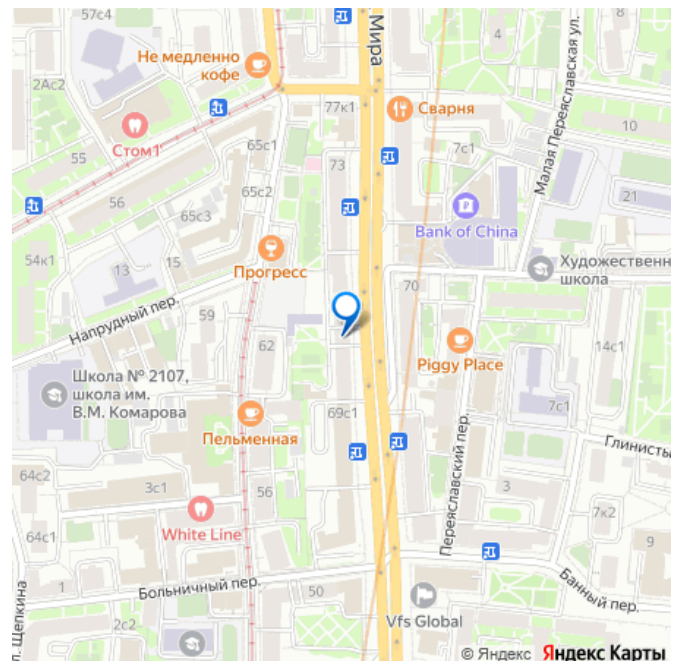 57с4
Не медленно
кофе
Мира
4
8
2Ас2
77к1
Сварня
Малая Переяславская ул.
Стом1
65с1
7с1
10
55
73
65с2
56
65с3
Bank of China
21
54к1
13
15
Прогресс
70
Художественн
школа
Напрудный пер.
59
62
Piggy Place
14с1
Школа № 2107,
школа им.
В.М. Комарова
69с1
7с1
Пельменная
Переяславский пер.
Глинисты
64с2
3с1
56
3
White Line
7к2
64с1
9
1
Больничный пер.
50
Банный пер.
л. Щепкина
2с2
Vfs Global
© Яндекс Яндекс Карты